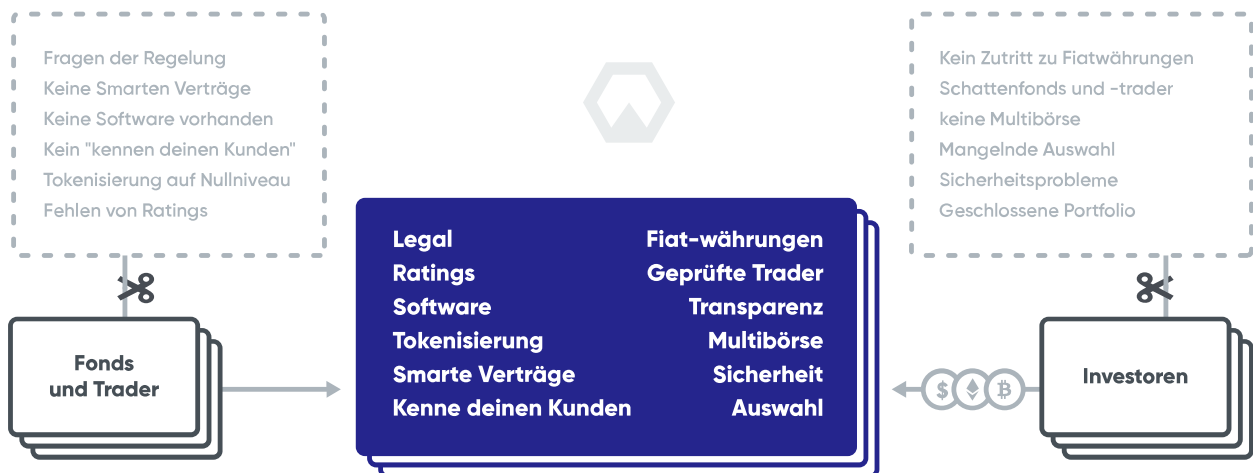 Fragen der Regelung
Keine Smarten Verträge
Keine Software vorhanden
Kein "kennen deinen Kunden"
Tokenisierung auf Nullniveau
Fehlen von Ratings
Fonds
und Trader
Legal
Ratings
Software
Tokenisierung
Smarte Verträge
Kenne deinen Kunden
Fiat-währungen
Geprüfte Trader
Transparenz
Multibörse
Sicherheit
Auswahl
Kein Zutritt zu Fiatwährungen
Schattenfonds und -trader
keine Multibörse
Mangelnde Auswahl
Sicherheitsprobleme
Geschlossene Portfolio
Investoren